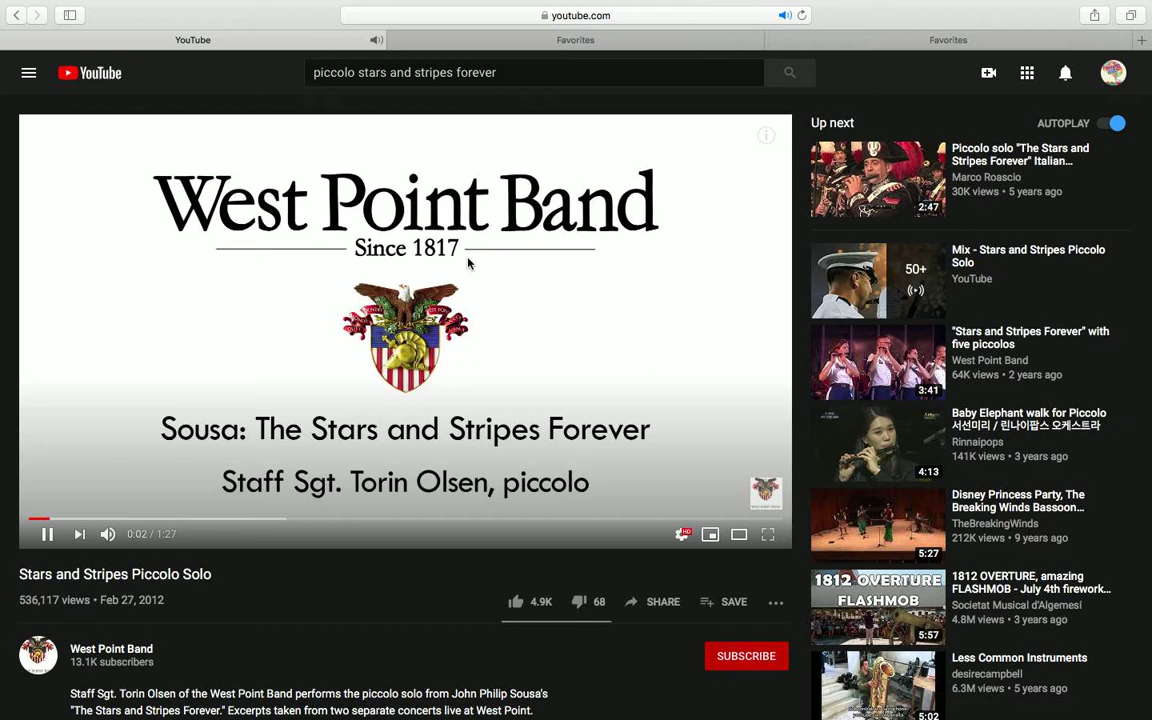 youtube.com
YouTube
Favorites
Favorites
YouTube
piccolo stars and stripes forever
West Point Band
Since 1817
Sousa: The Stars and Stripes Forever
Staff Sgt. Torin Olsen, piccolo
0:02 / 1:27
HD
Stars and Stripes Piccolo Solo
536,117 views • Feb 27, 2012
4.9K
68
SHARE
SAVE
West Point Band
13.1K subscribers
SUBSCRIBE
Staff Sgt. Torin Olsen of the West Point Band performs the piccolo solo from John Philip Sousa's
"The Stars and Stripes Forever." Excerpts taken from two separate concerts live at West Point.
Up next
AUTOPLAY
Piccolo solo "The Stars and
Stripes Forever" Italian...
Marco Roascio
30K views • 5 years ago
2:47
Mix - Stars and Stripes Piccolo
Solo
YouTube
50+
"Stars and Stripes Forever" with
five piccolos
West Point Band
64K views • 2 years ago
3:41
Baby Elephant walk for Piccolo
서선미리 / 린나이팝스 오케스트라
Rinnaipops
141K views • 3 years ago
4:13
Disney Princess Party, The
Breaking Winds Bassoon...
TheBreakingWinds
212K views • 9 years ago
5:27
1812 OVERTURE
FLASHMOB
5:57
1812 OVERTURE, amazing
FLASHMOB - July 4th firework...
Societat Musical d'Algemesí
4.8M views • 3 years ago
Less Common Instruments
desirecampbell
6.3M views • 5 years ago
5:02